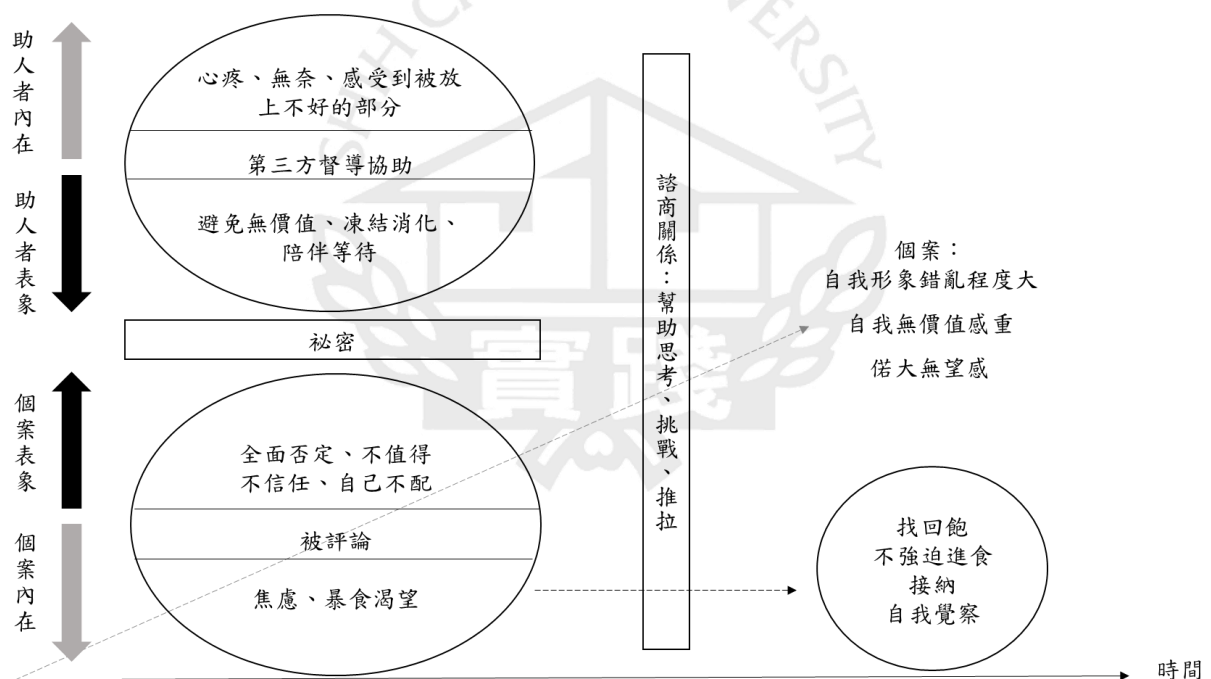 助人者內在
助人者表象
個案表象
個案內在
心疼、無奈、感受到被放
上不好的部分
第三方督導協助
避免無價值、凍結消化、
陪伴等待
祕密
全面否定、不值得
不信任、自己不配
被評論
焦慮、暴食渴望
諮商關係：幫助思考、挑戰、推拉
個案：
自我形象錯亂程度大
自我無價值感重
偌大無望感
找回飽
不強迫進食
接納
自我覺察
時間
實踐